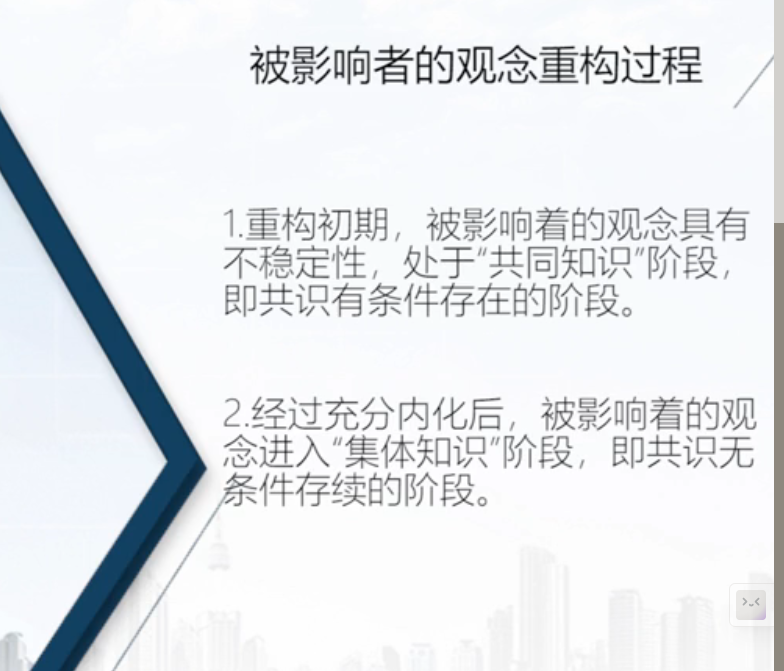 被影响者的观念重构过程
1.重构初期，被影响着的观念具有
不稳定性，处于“共同知识”阶段，
即共识有条件存在的阶段。
2.经过充分内化后，被影响着的观
念进入“集体知识”阶段，即共识无
条件存续的阶段。